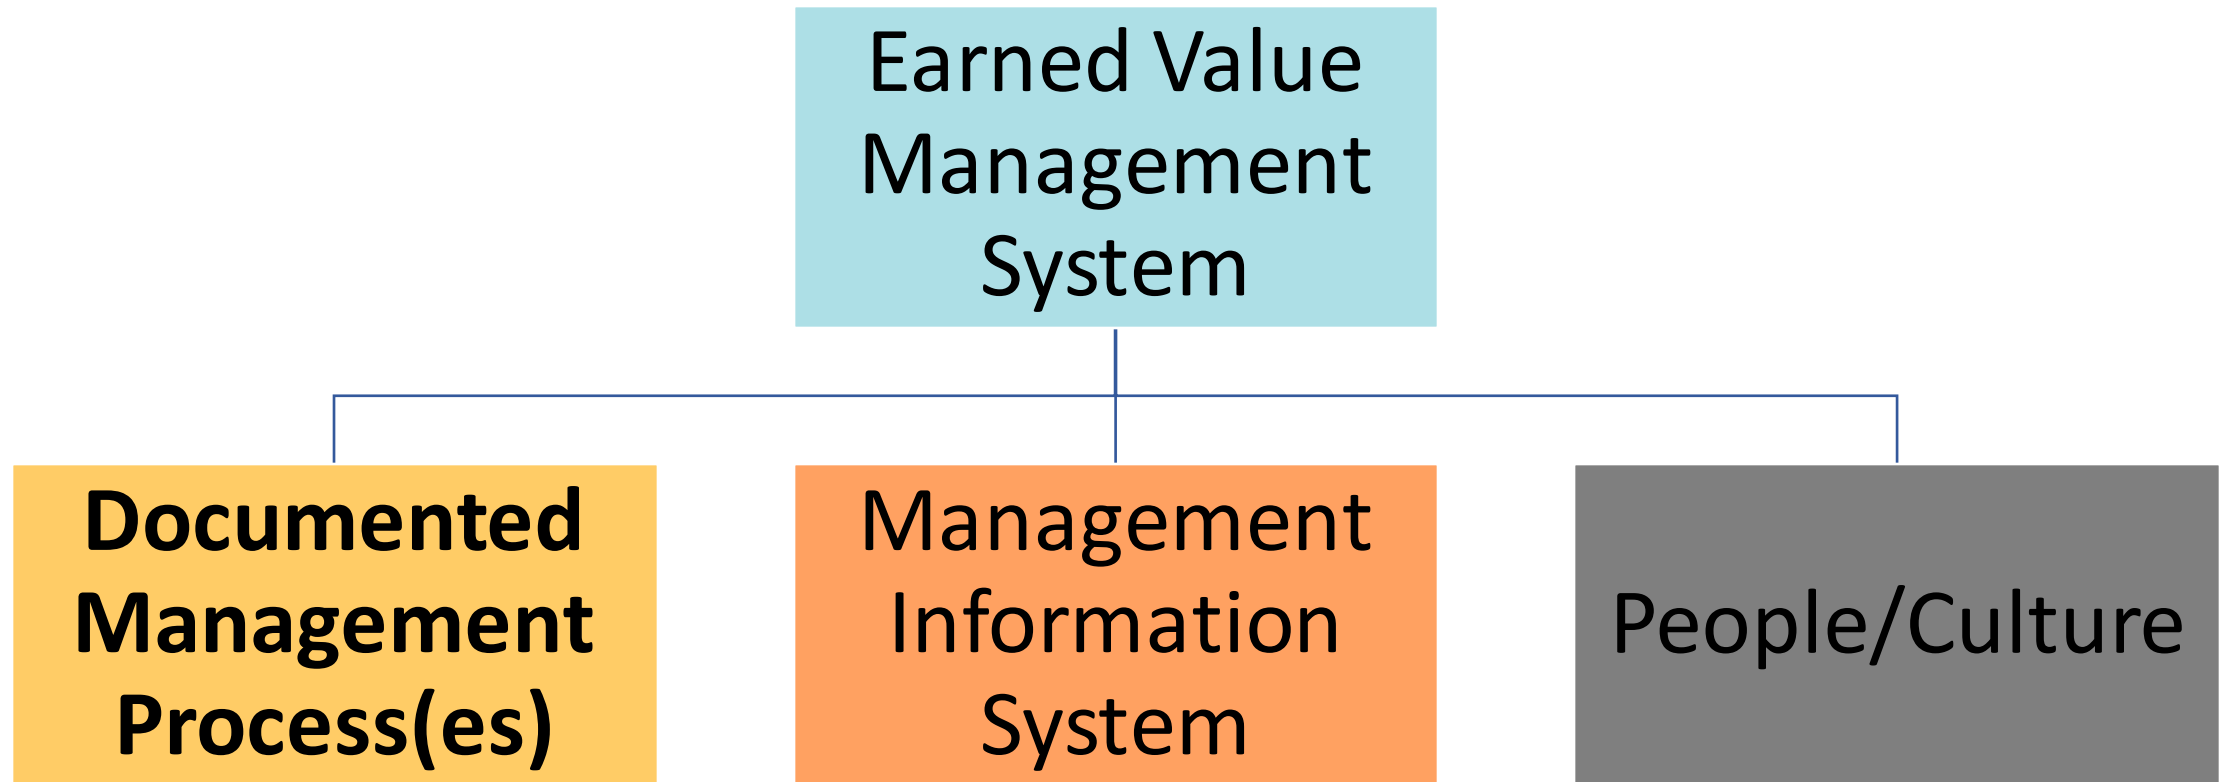 Earned Value
Management
System
Documented
Management
Process(es)
Management
Information
System
People/Culture